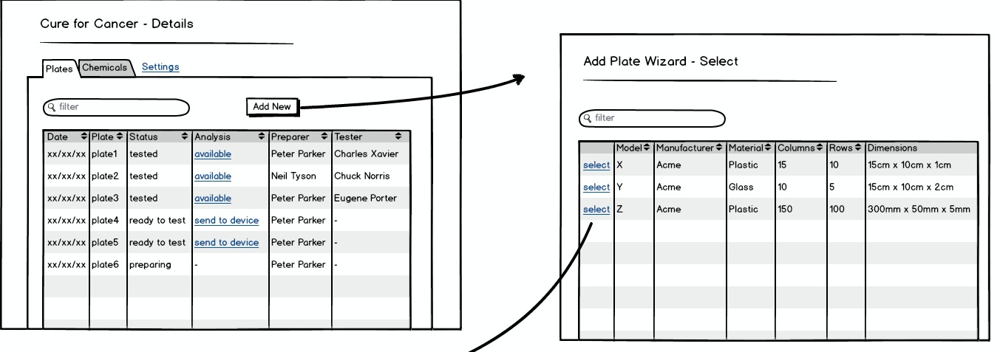 Cure for Cancer - Details
Plates Chemicals Settings
filter
Add New
Date Plate Status Analysis Preparer Tester
xx/xx/xx plate1 tested available Peter Parker Charles Xavier
xx/xx/xx plate2 tested available Neil Tyson Chuck Norris
xx/xx/xx plate3 tested available Peter Parker Eugene Porter
xx/xx/xx plate4 ready to test send to device Peter Parker -
xx/xx/xx plate5 ready to test send to device Peter Parker -
xx/xx/xx plate6 preparing - Peter Parker -
Add Plate Wizard - Select
filter
Model Manufacturer Material Columns Rows Dimensions
select X Acme Plastic 15 10 15cm x 10cm x 1cm
select Y Acme Glass 10 5 15cm x 10cm x 2cm
select Z Acme Plastic 150 100 300mm x 50mm x 5mm